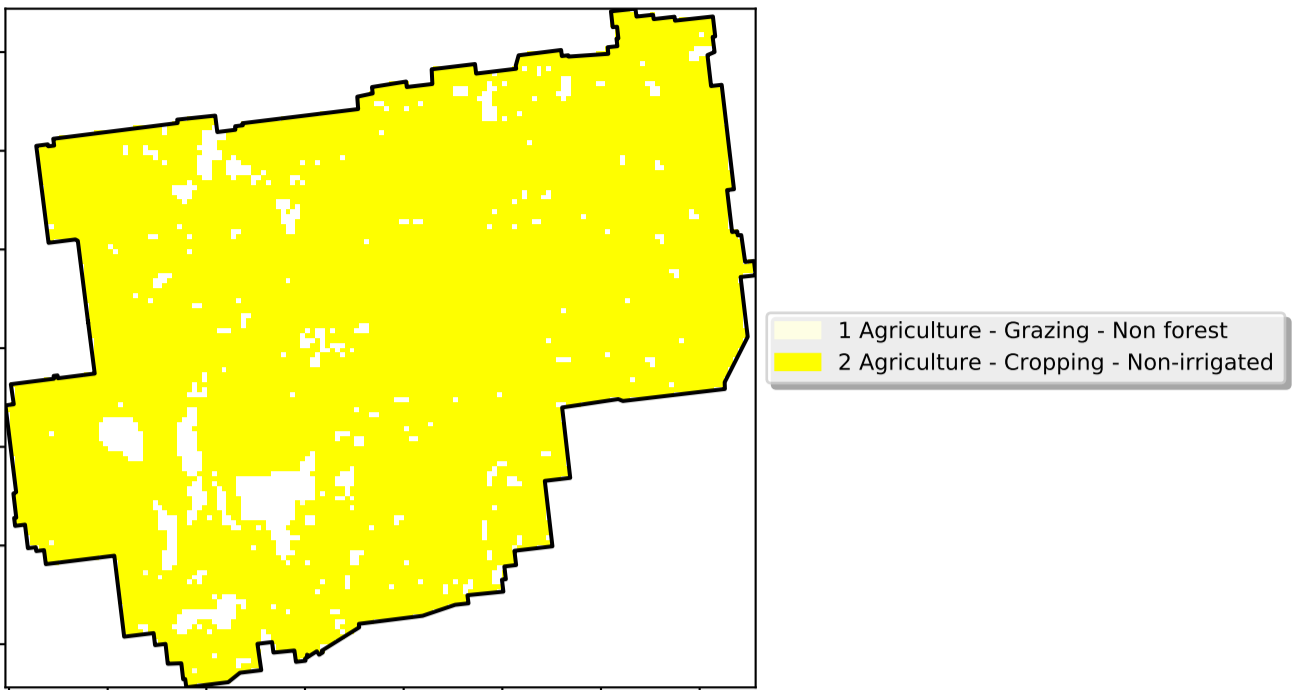 1 Agriculture - Grazing - Non forest
2 Agriculture - Cropping - Non-irrigated